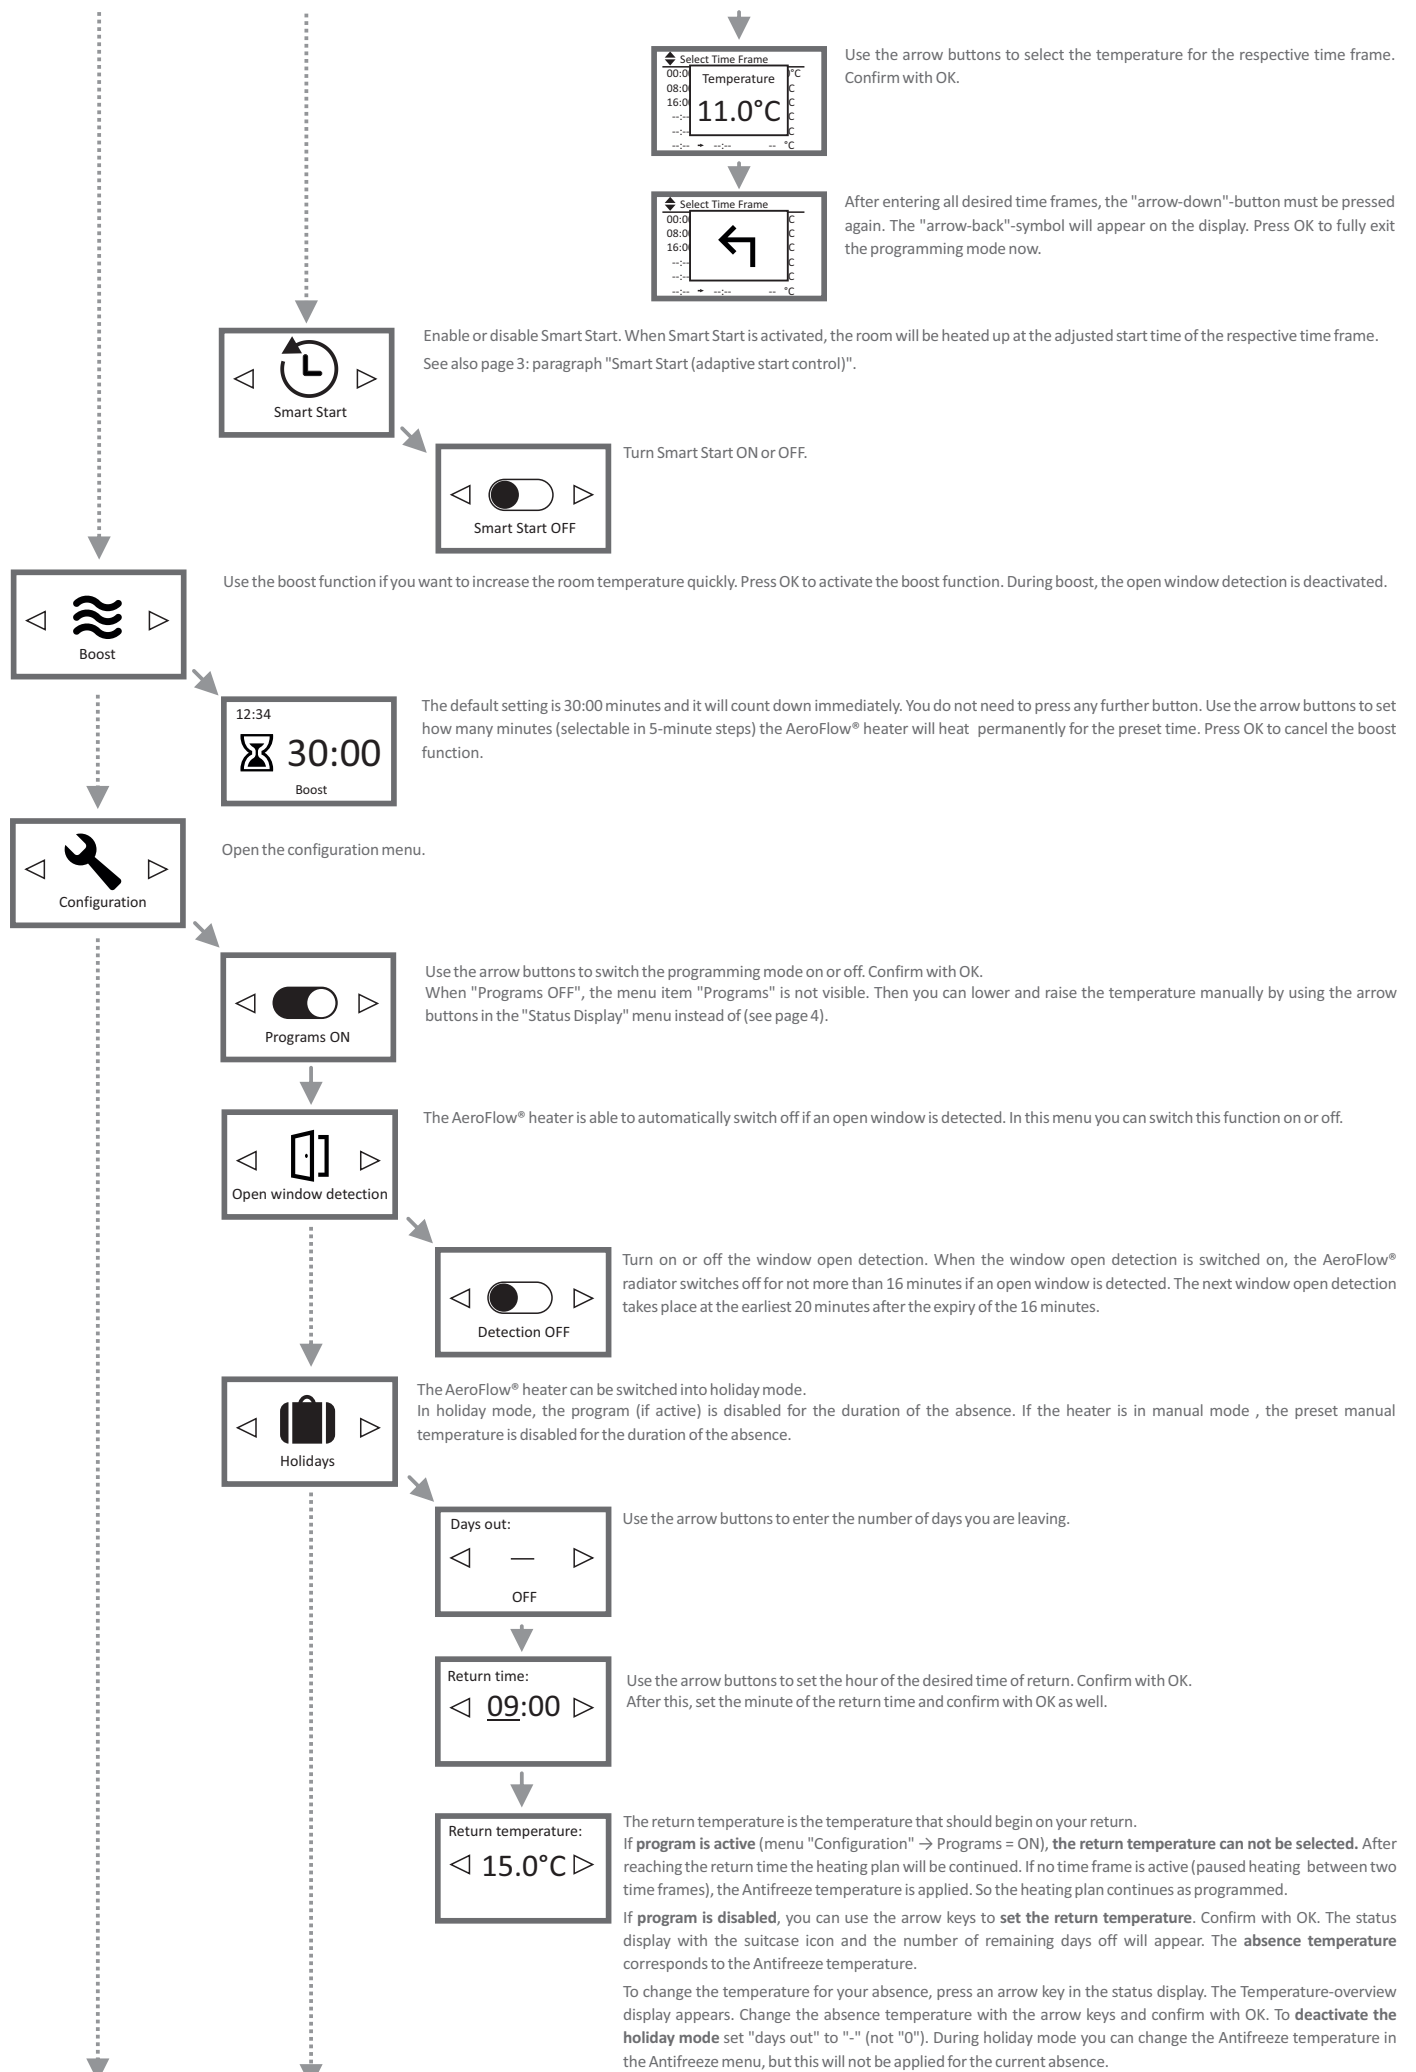 Select Time Frame
00:0
0°C
Temperature
08:0
C
16:0
C
11.0°C
--:--
C
--:--
C
--:-- --:-- -- °C
Use the arrow buttons to select the temperature for the respective time frame.
Confirm with OK.
Select Time Frame
00:0
C
08:0
C
16:0
C
--:--
C
--:--
C
--:-- --:-- -- °C
After entering all desired time frames, the "arrow-down"-button must be pressed
again. The "arrow-back"-symbol will appear on the display. Press OK to fully exit
the programming mode now.
Smart Start
Enable or disable Smart Start. When Smart Start is activated, the room will be heated up at the adjusted start time of the respective time frame.
See also page 3: paragraph "Smart Start (adaptive start control)".
Smart Start OFF
Turn Smart Start ON or OFF.
Boost
Use the boost function if you want to increase the room temperature quickly. Press OK to activate the boost function. During boost, the open window detection is deactivated.
12:34
30:00
Boost
The default setting is 30:00 minutes and it will count down immediately. You do not need to press any further button. Use the arrow buttons to set
how many minutes (selectable in 5-minute steps) the AeroFlow® heater will heat permanently for the preset time. Press OK to cancel the boost
function.
Configuration
Open the configuration menu.
Programs ON
Use the arrow buttons to switch the programming mode on or off. Confirm with OK.
When "Programs OFF", the menu item "Programs" is not visible. Then you can lower and raise the temperature manually by using the arrow
buttons in the "Status Display" menu instead of (see page 4).
Open window detection
The AeroFlow® heater is able to automatically switch off if an open window is detected. In this menu you can switch this function on or off.
Detection OFF
Turn on or off the window open detection. When the window open detection is switched on, the AeroFlow®
radiator switches off for not more than 16 minutes if an open window is detected. The next window open detection
takes place at the earliest 20 minutes after the expiry of the 16 minutes.
Holidays
The AeroFlow® heater can be switched into holiday mode.
In holiday mode, the program (if active) is disabled for the duration of the absence. If the heater is in manual mode , the preset manual
temperature is disabled for the duration of the absence.
Days out:
—
OFF
Use the arrow buttons to enter the number of days you are leaving.
Return time:
09:00
Use the arrow buttons to set the hour of the desired time of return. Confirm with OK.
After this, set the minute of the return time and confirm with OK as well.
Return temperature:
15.0°C
The return temperature is the temperature that should begin on your return.
If program is active (menu "Configuration" → Programs = ON), the return temperature can not be selected. After
reaching the return time the heating plan will be continued. If no time frame is active (paused heating between two
time frames), the Antifreeze temperature is applied. So the heating plan continues as programmed.
If program is disabled, you can use the arrow keys to set the return temperature. Confirm with OK. The status
display with the suitcase icon and the number of remaining days off will appear. The absence temperature
corresponds to the Antifreeze temperature.
To change the temperature for your absence, press an arrow key in the status display. The Temperature-overview
display appears. Change the absence temperature with the arrow keys and confirm with OK. To deactivate the
holiday mode set "days out" to "-" (not "0"). During holiday mode you can change the Antifreeze temperature in
the Antifreeze menu, but this will not be applied for the current absence.